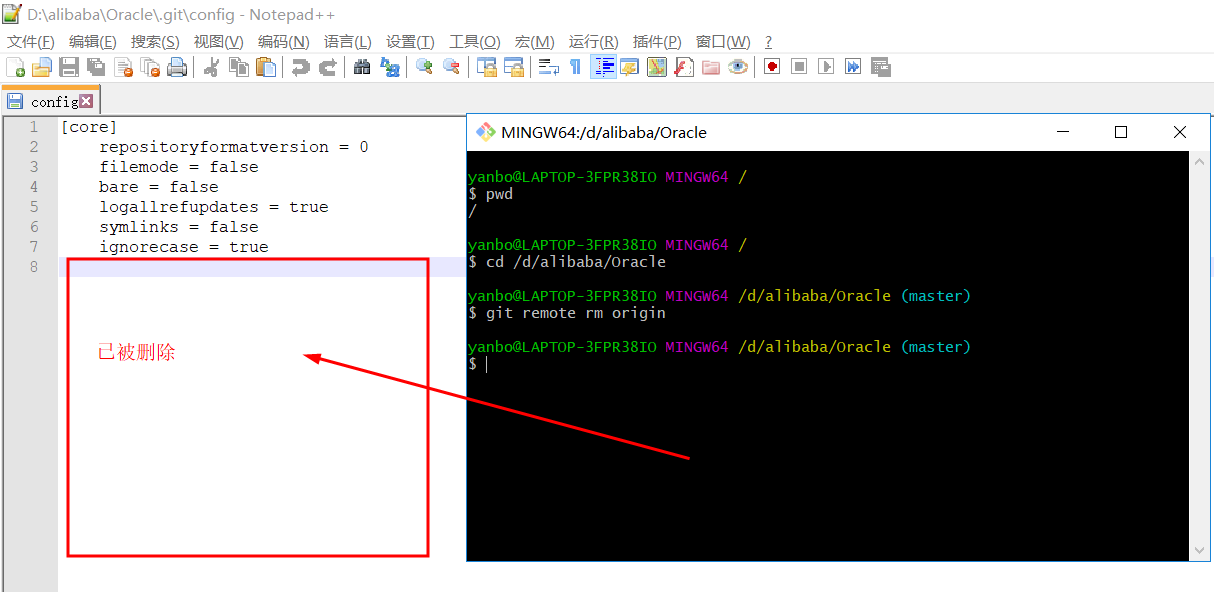 D:\alibaba\Oracle\.git\config - Notepad++
文件(F) 编辑(E) 搜索(S) 视图(V) 编码(N) 语言(L) 设置(T) 工具(O) 宏(M) 运行(R) 插件(P) 窗口(W) ?
config
1 [core]
2 repositoryformatversion = 0
3 filemode = false
4 bare = false
5 logallrefupdates = true
6 symlinks = false
7 ignorecase = true
8
已被删除
MINGW64:/d/alibaba/Oracle
yanbo@LAPTOP-3FPR38IO MINGW64 /
$ pwd
/
yanbo@LAPTOP-3FPR38IO MINGW64 /
$ cd /d/alibaba/Oracle
yanbo@LAPTOP-3FPR38IO MINGW64 /d/alibaba/Oracle (master)
$ git remote rm origin
yanbo@LAPTOP-3FPR38IO MINGW64 /d/alibaba/Oracle (master)
$